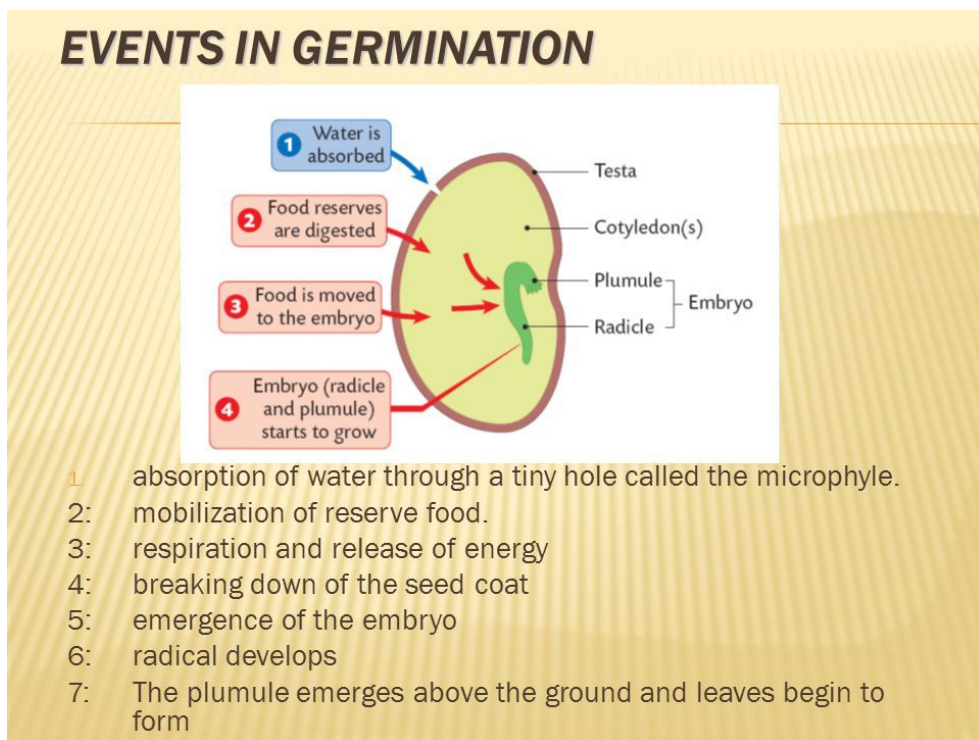 EVENTS IN GERMINATION
1 Water is
absorbed
2 Food reserves
are digested
3 Food is moved
to the embryo
4 Embryo (radicle
and plumule)
starts to grow
Testa
Cotyledon(s)
Plumule
Radicle
Embryo
1. absorption of water through a tiny hole called the microphyle.
2: mobilization of reserve food.
3: respiration and release of energy
4: breaking down of the seed coat
5: emergence of the embryo
6: radical develops
7: The plumule emerges above the ground and leaves begin to
form